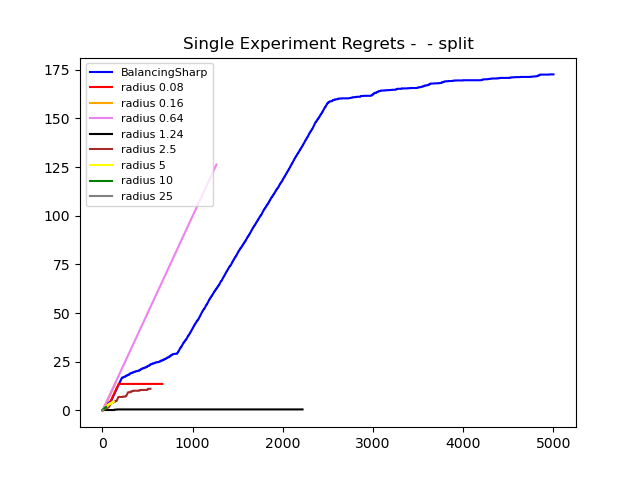 Single Experiment Regrets -  - split
175
150
125
100
75
50
25
0
BalancingSharp
radius 0.08
radius 0.16
radius 0.64
radius 1.24
radius 2.5
radius 5
radius 10
radius 25
0 1000 2000 3000 4000 5000